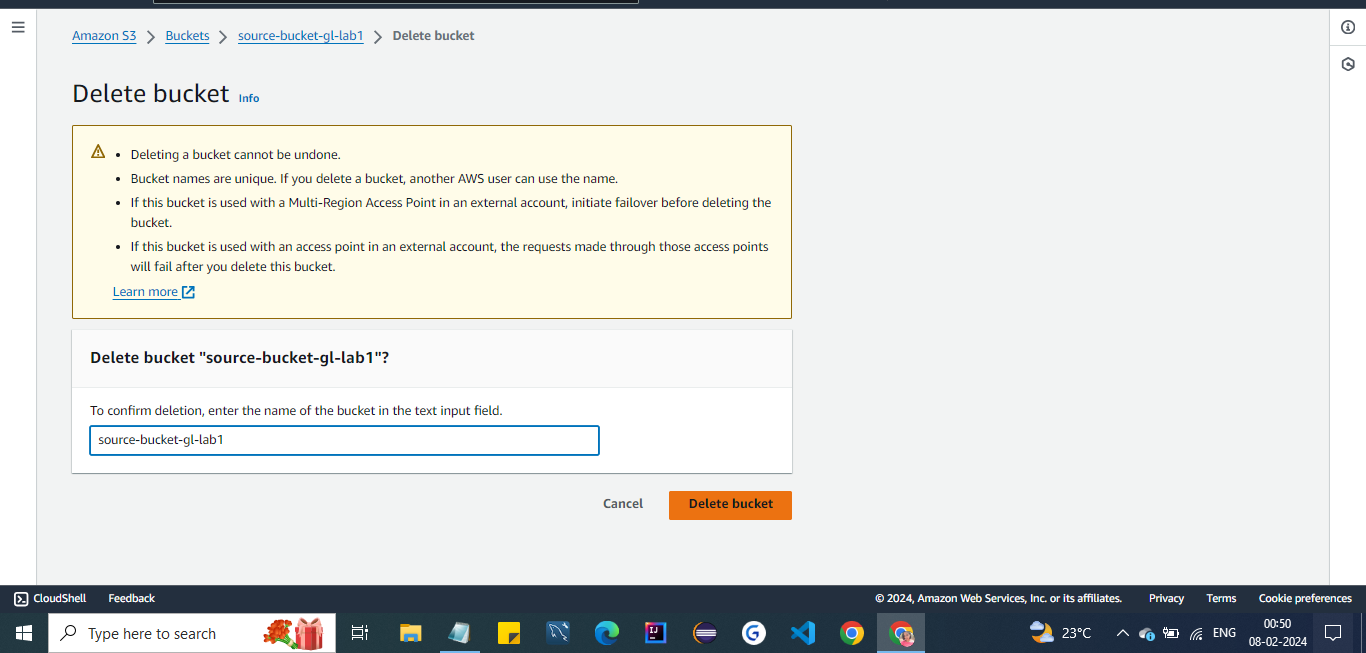 Amazon S3 > Buckets > source-bucket-gl-lab1 > Delete bucket
Delete bucket Info
• Deleting a bucket cannot be undone.
• Bucket names are unique. If you delete a bucket, another AWS user can use the name.
• If this bucket is used with a Multi-Region Access Point in an external account, initiate failover before deleting the
bucket.
• If this bucket is used with an access point in an external account, the requests made through those access points
will fail after you delete this bucket.
Learn more
Delete bucket "source-bucket-gl-lab1"?
To confirm deletion, enter the name of the bucket in the text input field.
source-bucket-gl-lab1
Cancel Delete bucket
CloudShell Feedback © 2024, Amazon Web Services, Inc. or its affiliates. Privacy Terms Cookie preferences
Type here to search 23°C ENG 00:50
08-02-2024